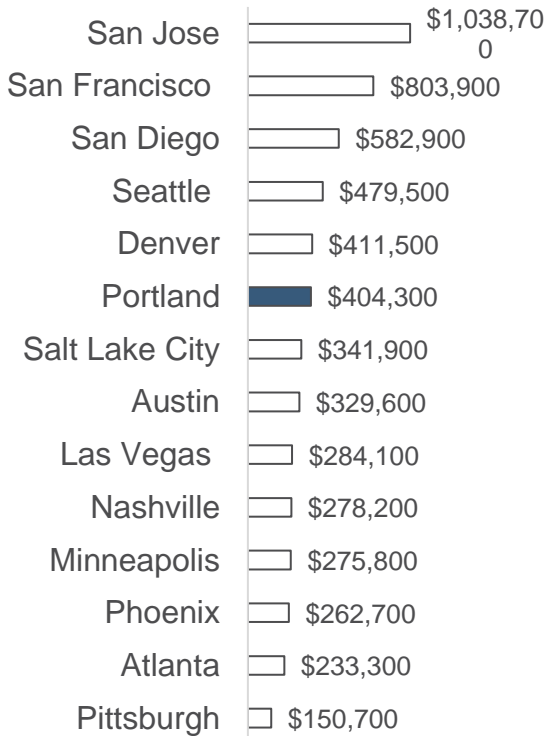 San Jose $1,038,70
0
San Francisco $803,900
San Diego $582,900
Seattle $479,500
Denver $411,500
Portland $404,300
Salt Lake City $341,900
Austin $329,600
Las Vegas $284,100
Nashville $278,200
Minneapolis $275,800
Phoenix $262,700
Atlanta $233,300
Pittsburgh $150,700